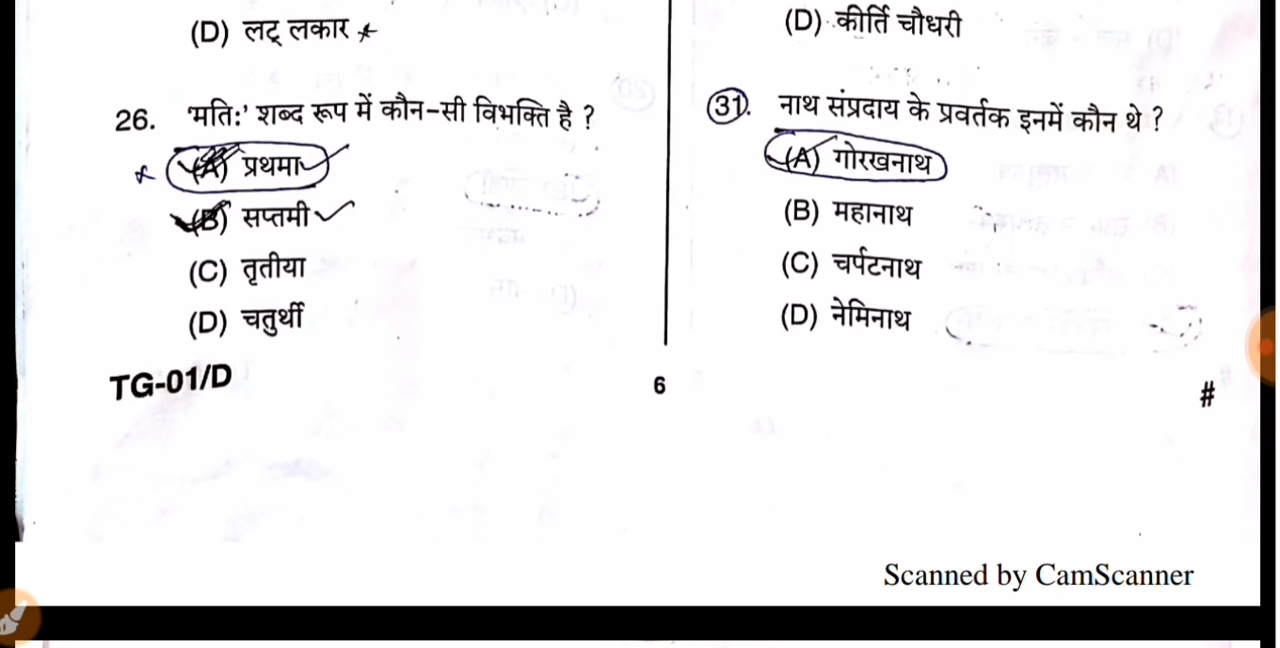 (D) लट् लकार
26. 'मतिः' शब्द रूप में कौन-सी विभक्ति है ?
(A) प्रथमा
(B) सप्तमी
(C) तृतीया
(D) चतुर्थी
TG-01/D
(D) कीर्ति चौधरी
31. नाथ संप्रदाय के प्रवर्तक इनमें कौन थे ?
(A) गोरखनाथ
(B) महानाथ
(C) चर्पटनाथ
(D) नेमिनाथ
6
#
Scanned by CamScanner